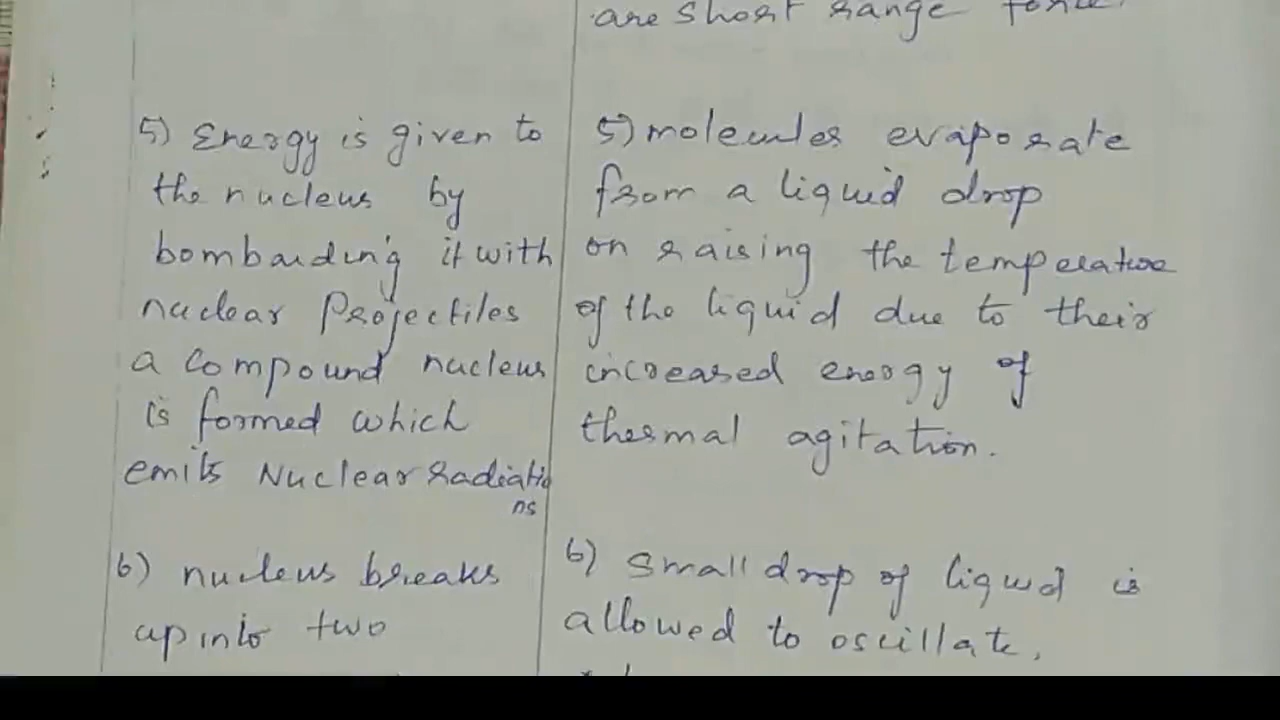 are short range force.
5) Energy is given to
the nucleus by
bombarding it with
nuclear Projectiles
a compound nucleus
is formed which
emits Nuclear radiatio
ns
6) nucleus breaks
up into two
5) molecules evaporate
from a liquid drop
on raising the temperature
of the liquid due to their
increased energy of
thermal agitation.
6) Small drop of liquid is
allowed to oscillate,